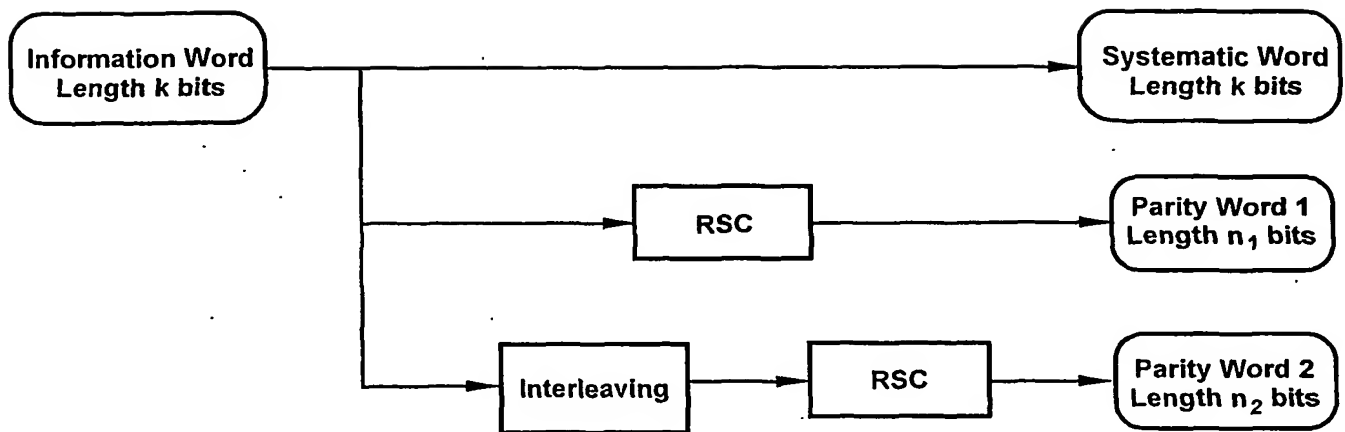 Information Word
Length k bits
Systematic Word
Length k bits
RSC
Parity Word 1
Length n₁ bits
Interleaving
RSC
Parity Word 2
Length n₂ bits